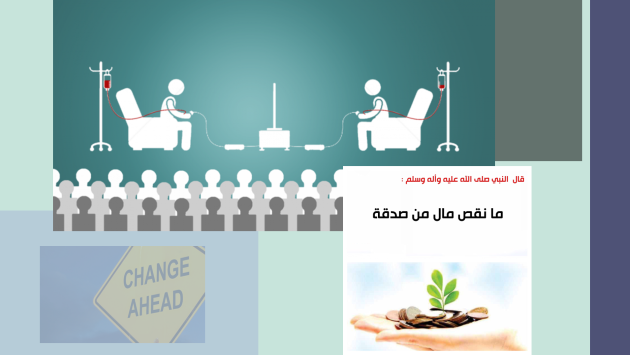 قال النبي صلى الله عليه وآله وسلم :
ما نقص مال من صدقة
CHANGE
AHEAD